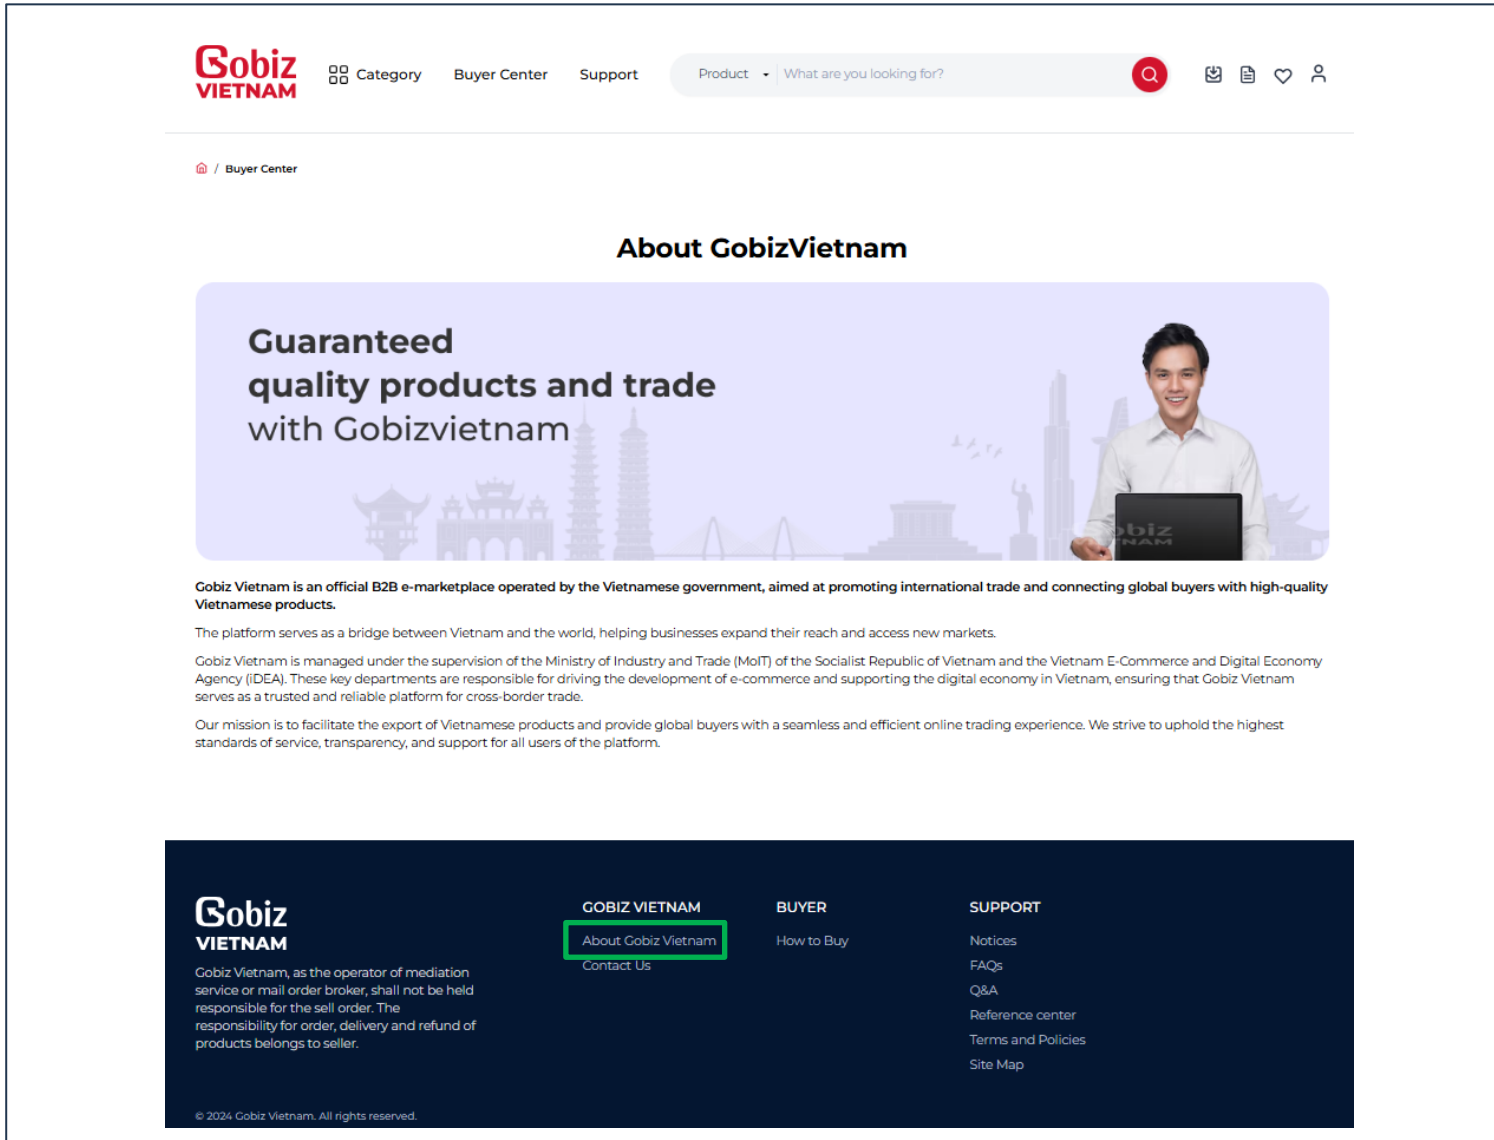 Gobiz
VIETNAM
Category
Buyer Center
Support
Product
What are you looking for?
/ Buyer Center
About GobizVietnam
Guaranteed
quality products and trade
with Gobizvietnam
obiz
NAM
Gobiz Vietnam is an official B2B e-marketplace operated by the Vietnamese government, aimed at promoting international trade and connecting global buyers with high-quality
Vietnamese products.
The platform serves as a bridge between Vietnam and the world, helping businesses expand their reach and access new markets.
Gobiz Vietnam is managed under the supervision of the Ministry of Industry and Trade (MoIT) of the Socialist Republic of Vietnam and the Vietnam E-Commerce and Digital Economy
Agency (iDEA). These key departments are responsible for driving the development of e-commerce and supporting the digital economy in Vietnam, ensuring that Gobiz Vietnam
serves as a trusted and reliable platform for cross-border trade.
Our mission is to facilitate the export of Vietnamese products and provide global buyers with a seamless and efficient online trading experience. We strive to uphold the highest
standards of service, transparency, and support for all users of the platform.
Gobiz
VIETNAM
Gobiz Vietnam, as the operator of mediation
service or mail order broker, shall not be held
responsible for the sell order. The
responsibility for order, delivery and refund of
products belongs to seller.
GOBIZ VIETNAM
About Gobiz Vietnam
Contact Us
BUYER
How to Buy
SUPPORT
Notices
FAQs
Q&A
Reference center
Terms and Policies
Site Map
© 2024 Gobiz Vietnam. All rights reserved.